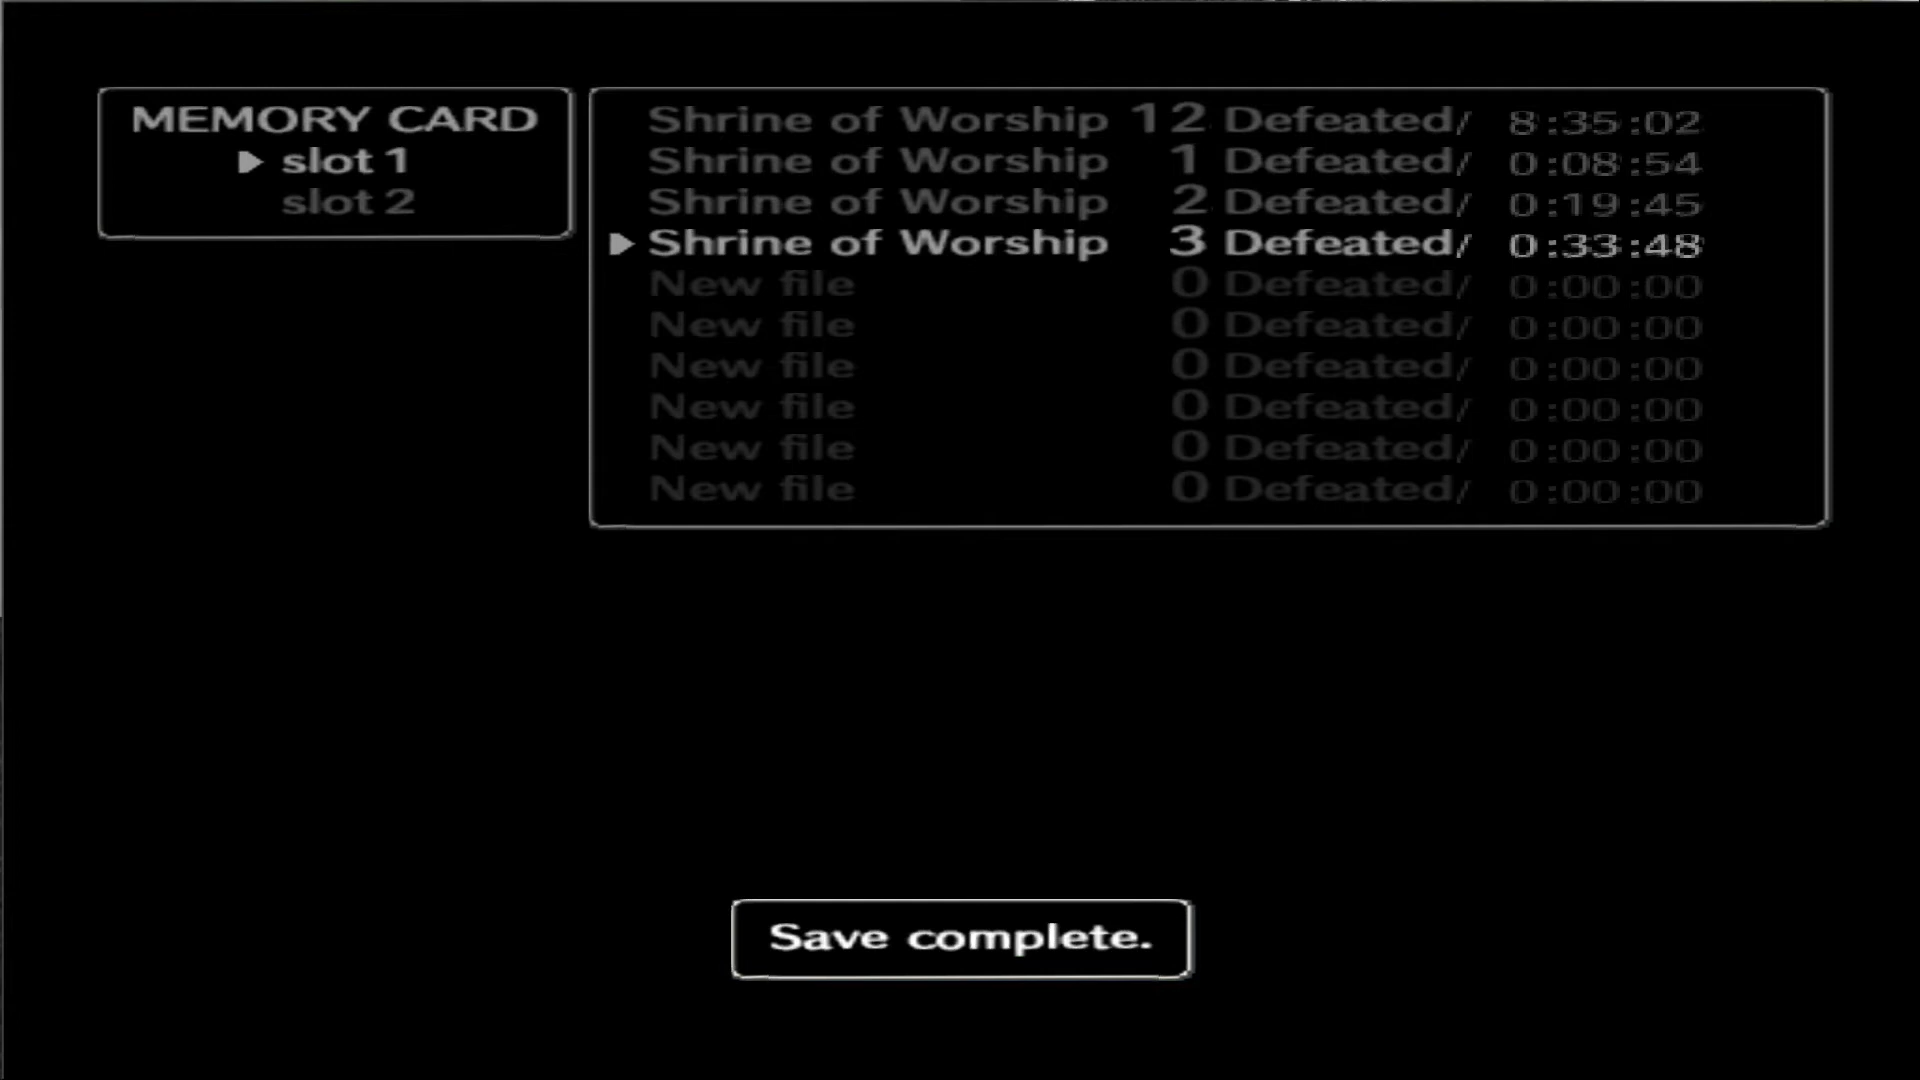 MEMORY CARD
slot 1
slot 2
Shrine of Worship 12 Defeated/ 8:35:02
Shrine of Worship 1 Defeated/ 0:08:54
Shrine of Worship 2 Defeated/ 0:19:45
Shrine of Worship 3 Defeated/ 0:33:48
New file 0 Defeated/ 0:00:00
New file 0 Defeated/ 0:00:00
New file 0 Defeated/ 0:00:00
New file 0 Defeated/ 0:00:00
New file 0 Defeated/ 0:00:00
New file 0 Defeated/ 0:00:00
Save complete.